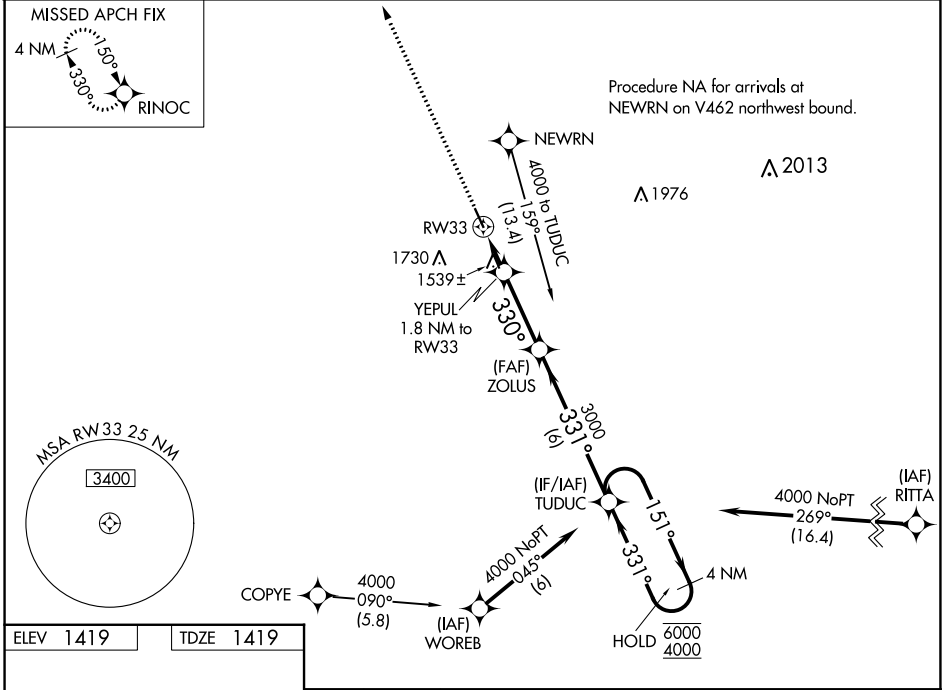 MISSED APCH FIX
4 NM
150°
330°
RINOC
Procedure NA for arrivals at
NEWRN on V462 northwest bound.
NEWRN
4000 to TUDUC
159°
(13.4)
1976
2013
RW33
1730
1539±
YEPUL
1.8 NM to
RW33
330°
(FAF)
ZOLUS
3000
331°
(6)
MSA RW33 25 NM
3400
(IF/IAF)
TUDUC
151°
331°
4 NM
HOLD
6000
4000
(IAF)
RITTA
4000 NoPT
269°
(16.4)
4000 NoPT
045°
(6)
COPYE
4000
090°
(5.8)
(IAF)
WOREB
ELEV 1419
TDZE 1419